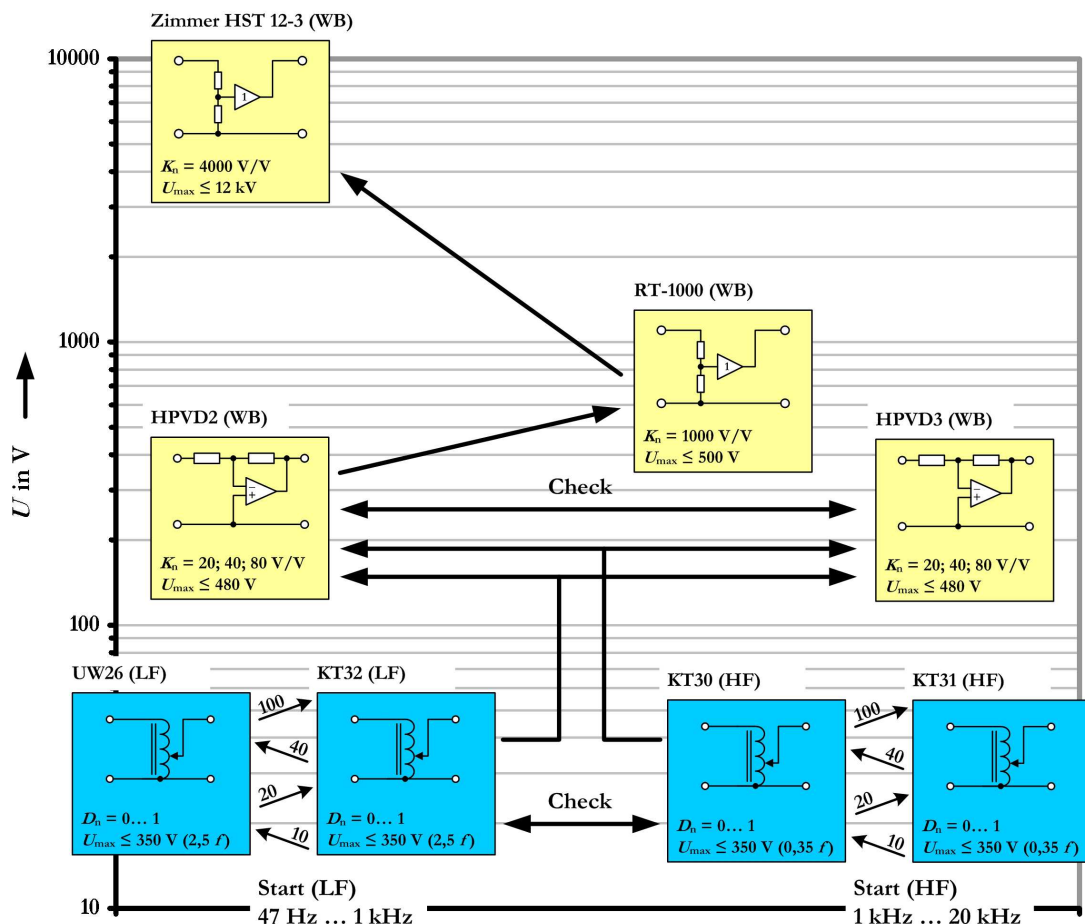 Zimmer HST 12-3 (WB)
10000
1
Kn = 4000 V/V
Umax ≤ 12 kV
RT-1000 (WB)
1000
1
Kn = 1000 V/V
Umax ≤ 500 V
U in V
HPVD2 (WB)
− +
Kn = 20; 40; 80 V/V
Umax ≤ 480 V
Check
HPVD3 (WB)
− +
Kn = 20; 40; 80 V/V
Umax ≤ 480 V
100
UW26 (LF)
Dn = 0... 1
Umax ≤ 350 V (2,5 f)
100
40
20
10
KT32 (LF)
Dn = 0... 1
Umax ≤ 350 V (2,5 f)
Check
KT30 (HF)
Dn = 0... 1
Umax ≤ 350 V (0,35 f)
100
40
20
10
KT31 (HF)
Dn = 0... 1
Umax ≤ 350 V (0,35 f)
10
Start (LF)
47 Hz ... 1 kHz
Start (HF)
1 kHz ... 20 kHz